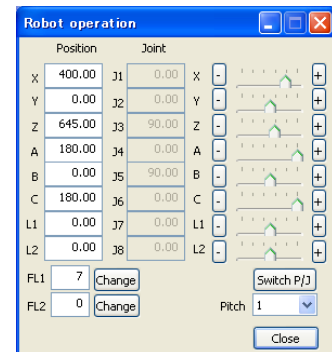 Robot operation
Position Joint
X 400.00 J1 0.00 X - +
Y 0.00 J2 0.00 Y - +
Z 645.00 J3 90.00 Z - +
A 180.00 J4 0.00 A - +
B 0.00 J5 90.00 B - +
C 180.00 J6 0.00 C - +
L1 0.00 J7 0.00 L1 - +
L2 0.00 J8 0.00 L2 - +
FL1 7 Change Switch P/J
FL2 0 Change Pitch 1
Close